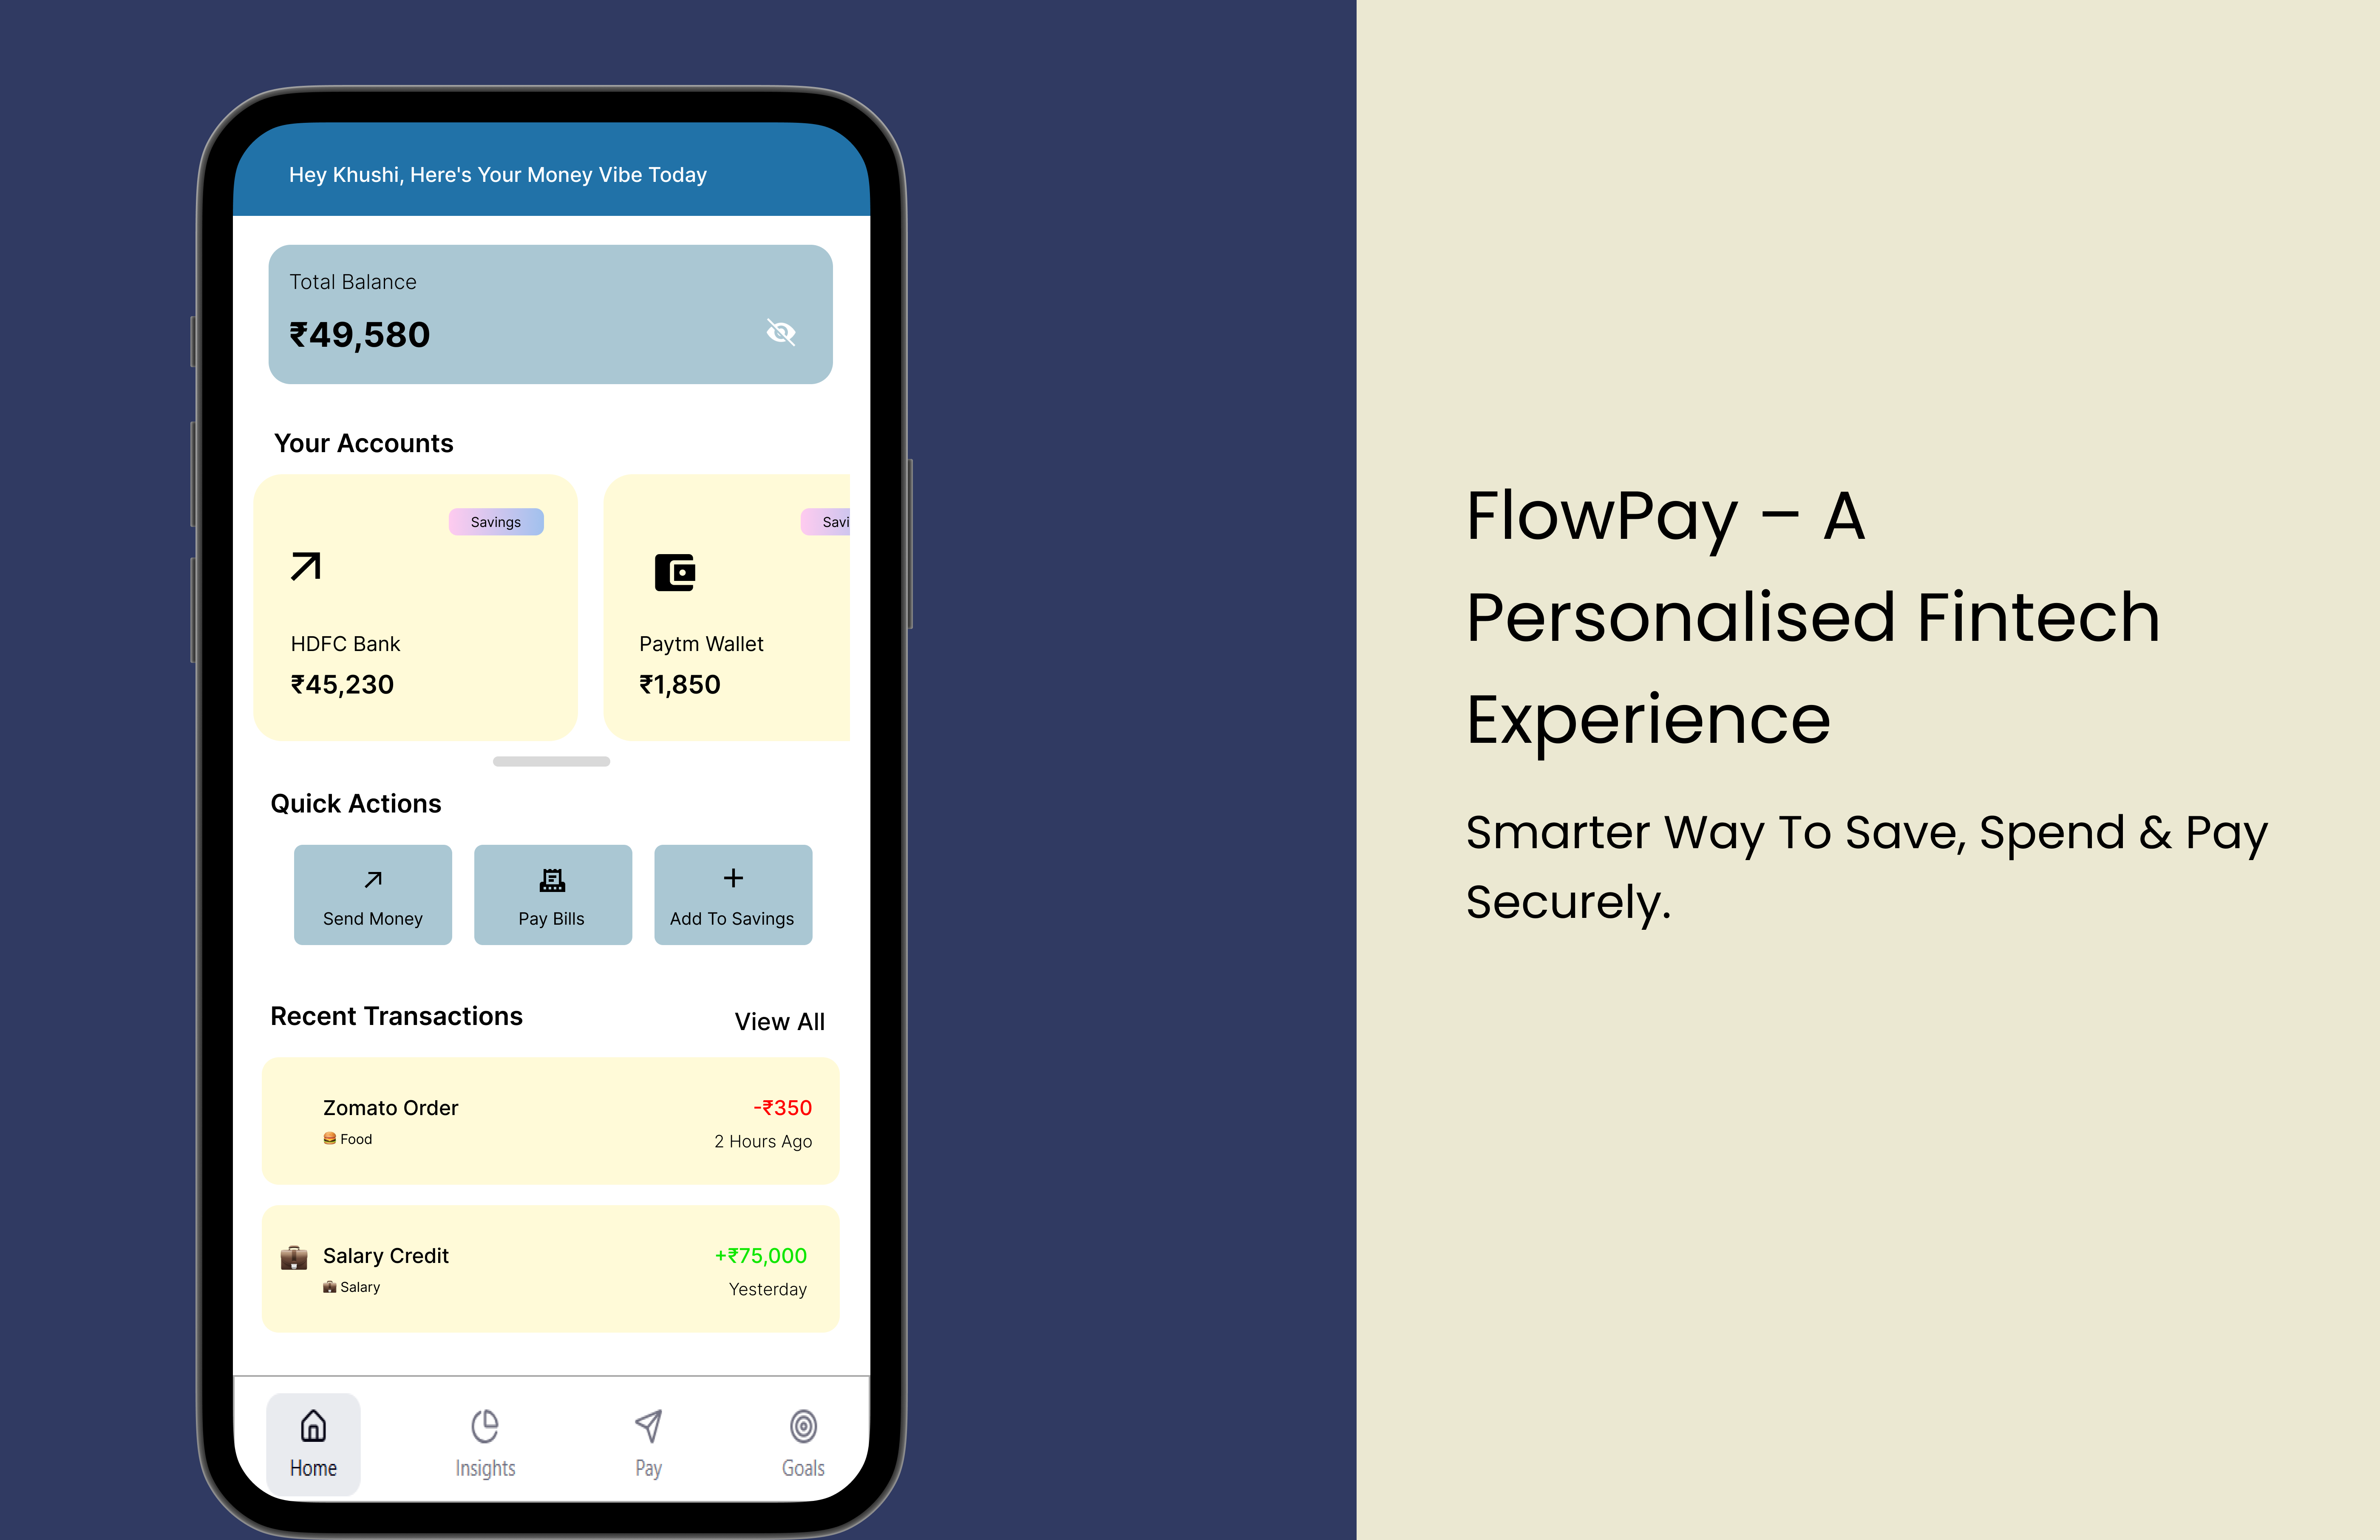 Hey Khushi, Here's Your Money Vibe Today
Total Balance
₹49,580
Your Accounts
Savings
Savi
HDFC Bank
Paytm Wallet
₹45,230
₹1,850
Quick Actions
Send Money
Pay Bills
Add To Savings
Recent Transactions
View All
Zomato Order
-₹350
🍔 Food
2 Hours Ago
Salary Credit
+₹75,000
💼 Salary
Yesterday
Home
Insights
Pay
Goals
FlowPay – A
Personalised Fintech
Experience
Smarter Way To Save, Spend & Pay
Securely.